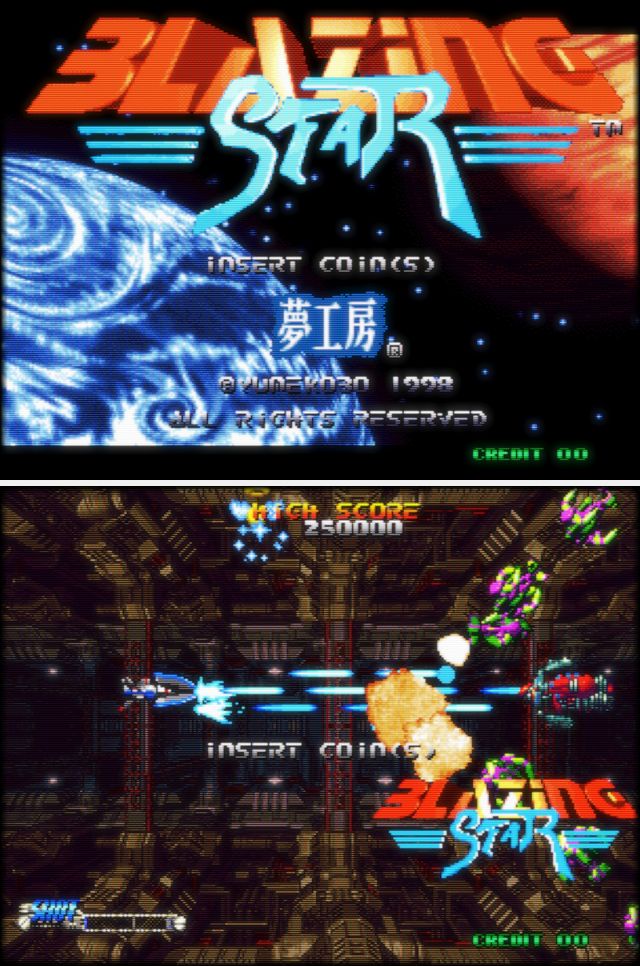 BLAZING
STAR
TM
INSERT COIN(S)
夢工房
®
©YUMEKOBO 1998
ALL RIGHTS RESERVED
CREDIT 00
HIGH SCORE
250000
INSERT COIN(S)
BLAZING
STAR
SHOT
CREDIT 00